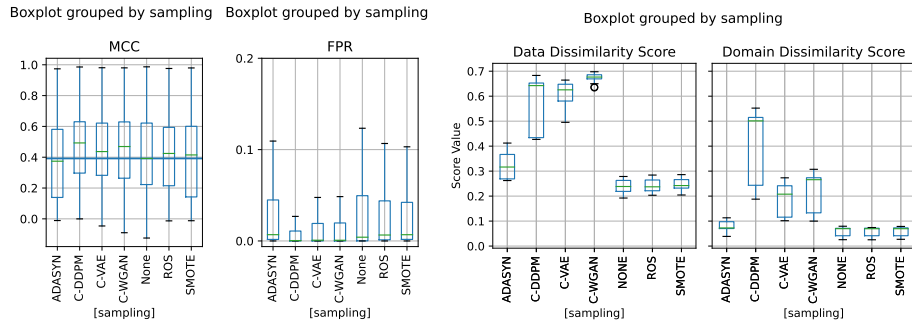 Boxplot grouped by sampling
MCC
1.0
0.8
0.6
0.4
0.2
0.0
ADASYN
C-DDPM
C-VAE
C-WGAN
None
ROS
SMOTE
[sampling]
Boxplot grouped by sampling
FPR
0.2
0.1
0.0
ADASYN
C-DDPM
C-VAE
C-WGAN
None
ROS
SMOTE
[sampling]
Boxplot grouped by sampling
Data Dissimilarity Score
Score Value
0.7
0.6
0.5
0.4
0.3
0.2
0.1
0.0
ADASYN
C-DDPM
C-VAE
C-WGAN
NONE
ROS
SMOTE
[sampling]
Domain Dissimilarity Score
ADASYN
C-DDPM
C-VAE
C-WGAN
NONE
ROS
SMOTE
[sampling]